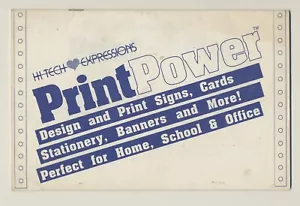 HI TECH EXPRESSIONS
PrintPower™
Design and Print Signs, Cards
Stationery, Banners and More!
Perfect for Home, School & Office